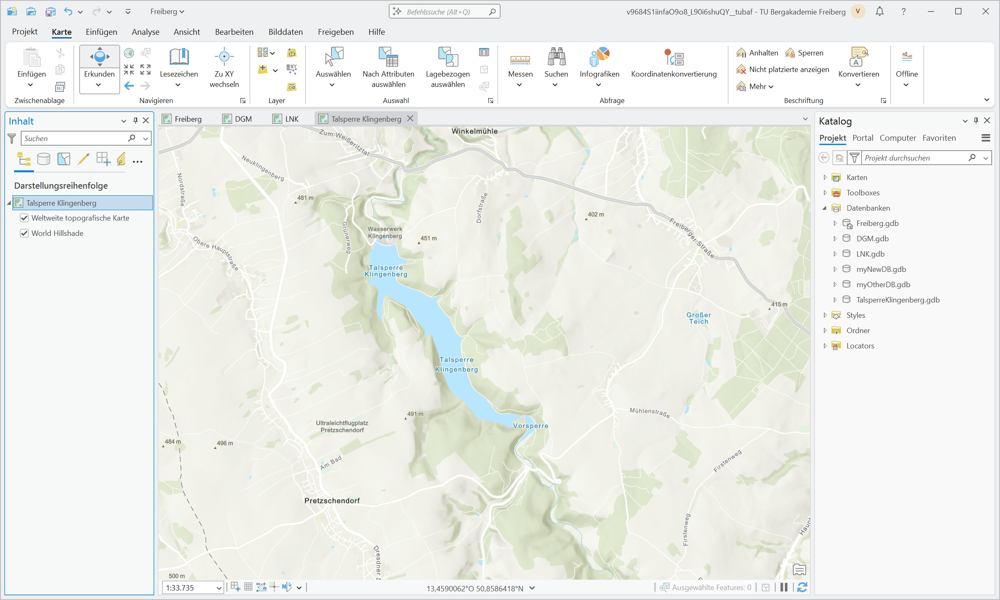 Freiberg
Befehlssuche (Alt+Q)
v9684S1iinfaO9o8_L90i6shuQY__tubaf - TU Bergakademie Freiberg
V
?
Projekt
Karte
Einfügen
Analyse
Ansicht
Bearbeiten
Bilddaten
Freigeben
Hilfe
Einfügen
Zwischenablage
Erkunden
Lesezeichen
Zu XY
wechseln
Navigieren
Layer
Auswählen
Nach Attributen
auswählen
Lagebezogen
auswählen
Auswahl
Messen
Suchen
Infografiken
Koordinatenkonvertierung
Abfrage
Anhalten
Sperren
Nicht platzierte anzeigen
Mehr
Konvertieren
Beschriftung
Offline
Inhalt
Suchen
Darstellungsreihenfolge
Talsperre Klingenberg
Weltweite topografische Karte
World Hillshade
Freiberg
DGM
LNK
Talsperre Klingenberg
Winkelmühle
Zum Weißeritztal
Neuklingenberg
Nordstraße
481 m
Dorfstraße
402 m
Freiberger Straße
Wasserwerk
Klingenberg
451 m
Grünerweg
Obere Hauptstraße
Talsperre
Klingenberg
415 m
Großer
Teich
Talsperre
Klingenberg
491 m
Mühlenstraße
Ultraleichtflugplatz
Pretzschendorf
Vorsperre
484 m
496 m
Am Bad
Firstenweg
Pretzschendorf
Firstenweg
Haupt
Dresdner S
500 m
1:33.735
13,4590062°O 50,8586418°N
Ausgewählte Features: 0
Katalog
Projekt
Portal
Computer
Favoriten
Projekt durchsuchen
Karten
Toolboxes
Datenbanken
Freiberg.gdb
DGM.gdb
LNK.gdb
myNewDB.gdb
myOtherDB.gdb
TalsperreKlingenberg.gdb
Styles
Ordner
Locators